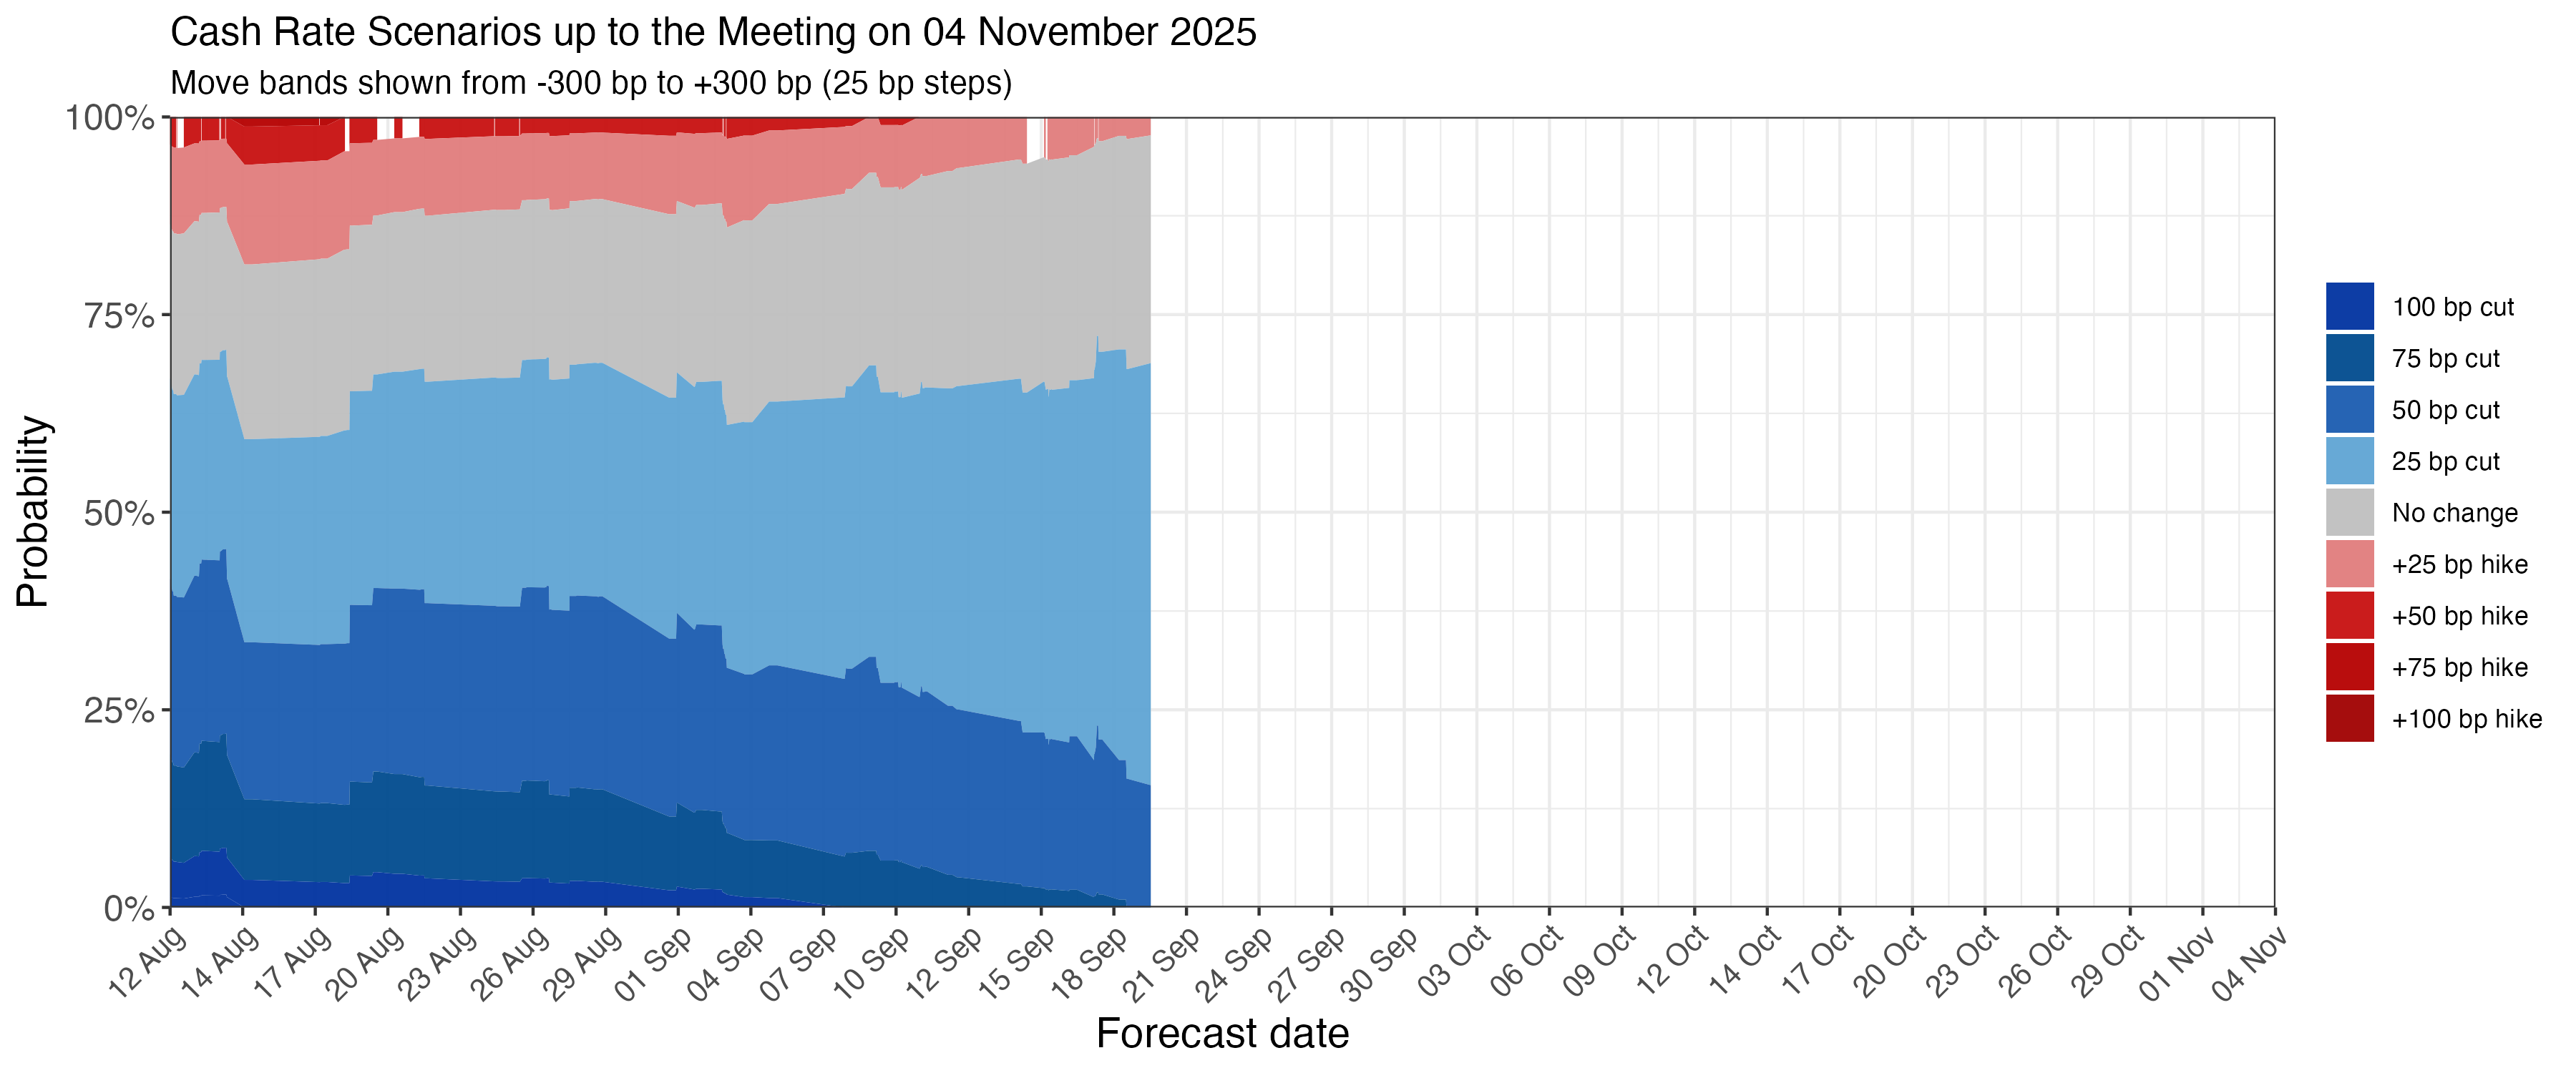 Cash Rate Scenarios up to the Meeting on 04 November 2025
Move bands shown from -300 bp to +300 bp (25 bp steps)
Probability
100%
75%
50%
25%
0%
12 Aug
14 Aug
17 Aug
20 Aug
23 Aug
26 Aug
29 Aug
01 Sep
04 Sep
07 Sep
10 Sep
12 Sep
15 Sep
18 Sep
21 Sep
24 Sep
27 Sep
30 Sep
03 Oct
06 Oct
09 Oct
12 Oct
14 Oct
17 Oct
20 Oct
23 Oct
26 Oct
29 Oct
01 Nov
04 Nov
Forecast date
100 bp cut
75 bp cut
50 bp cut
25 bp cut
No change
+25 bp hike
+50 bp hike
+75 bp hike
+100 bp hike